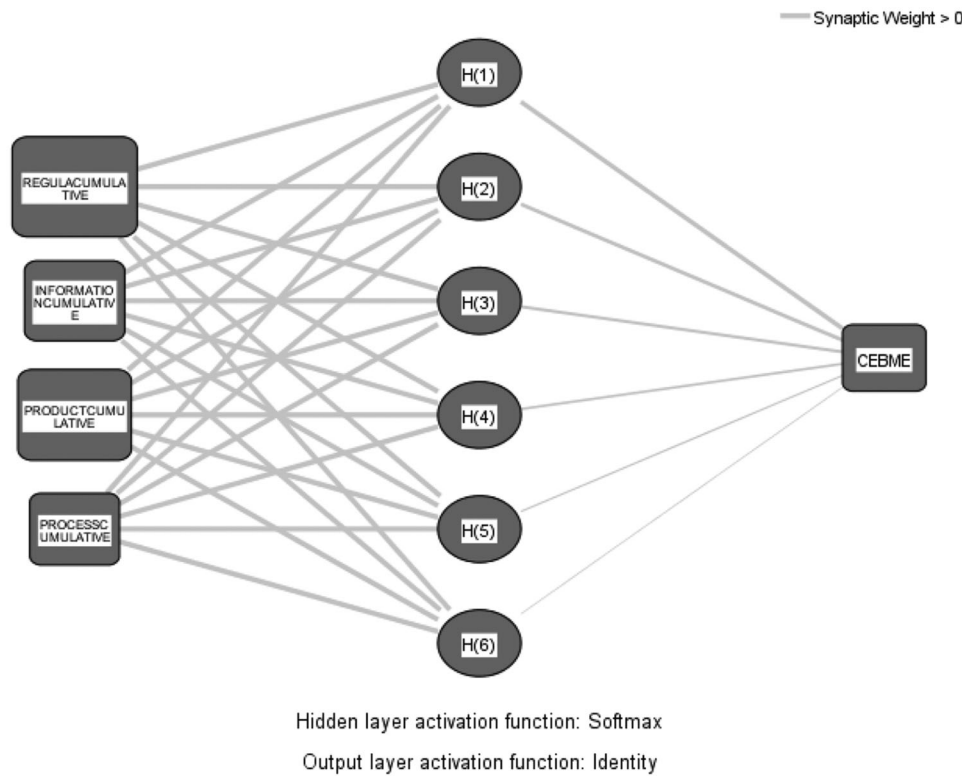 Synaptic Weight > 0
H(1)
REGULACUMULA
TIVE
H(2)
INFORMATIO
NCUMULATIV
E
H(3)
CEBME
PRODUCTCUMU
LATIVE
H(4)
PROCESSC
UMULATIVE
H(5)
H(6)
Hidden layer activation function: Softmax
Output layer activation function: Identity